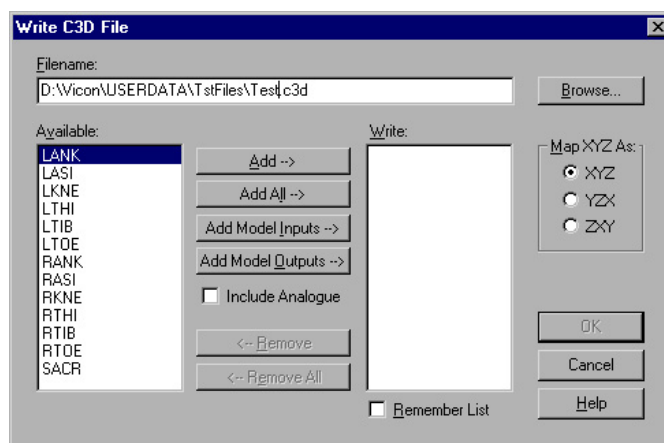 Write C3D File
Filename:
D:\Vicon\USERDATA\TstFiles\Test.c3d
Browse...
Available:
LANK
LASI
LKNE
LTHI
LTIB
LTOE
RANK
RASI
RKNE
RTHI
RTIB
RTOE
SACR
Add -->
Add All -->
Add Model Inputs -->
Add Model Outputs -->
Include Analogue
<-- Remove
<-- Remove All
Write:
Remember List
Map XYZ As:
XYZ
YZX
ZXY
OK
Cancel
Help